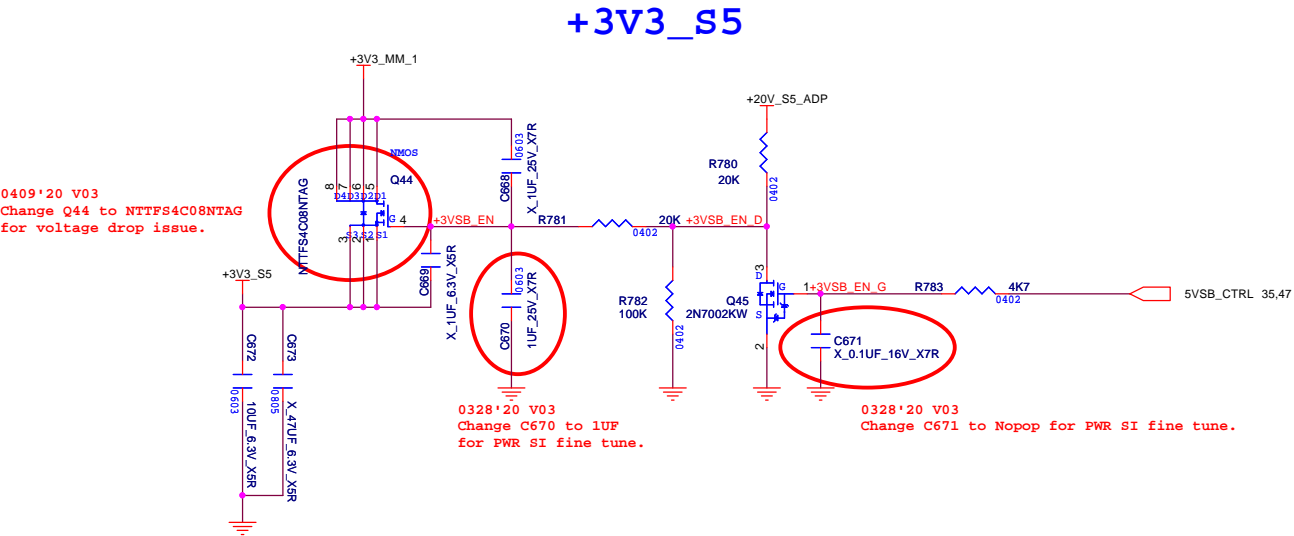 +3V3_S5
+3V3_MM_1
+20V_S5_ADP
NMOS
Q44
NTTFS4C08NTAG
8
7
6
5
D4
D3
D2
D1
G
4
S3
S2
S1
3
2
1
0409'20 V03
Change Q44 to NTTFS4C08NTAG
for voltage drop issue.
C668
0603
X_1UF_25V_X7R
+3VSB_EN
R781
20K
0402
+3VSB_EN_D
R780
20K
0402
+3V3_S5
C669
X_1UF_6.3V_X5R
C670
0603
1UF_25V_X7R
R782
100K
0402
Q45
2N7002KW
3
D
G
S
1
2
+3VSB_EN_G
R783
4K7
0402
5VSB_CTRL 35,47
C671
X_0.1UF_16V_X7R
C672
0603
10UF_6.3V_X5R
C673
0805
X_47UF_6.3V_X5R
0328'20 V03
Change C670 to 1UF
for PWR SI fine tune.
0328'20 V03
Change C671 to Nopop for PWR SI fine tune.